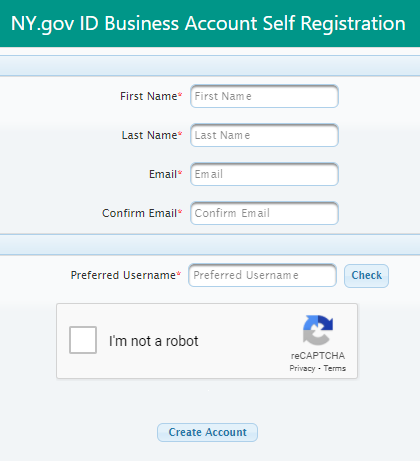 NY.gov ID Business Account Self Registration
First Name* First Name
Last Name* Last Name
Email* Email
Confirm Email* Confirm Email
Preferred Username* Preferred Username Check
I'm not a robot
reCAPTCHA
Privacy - Terms
Create Account